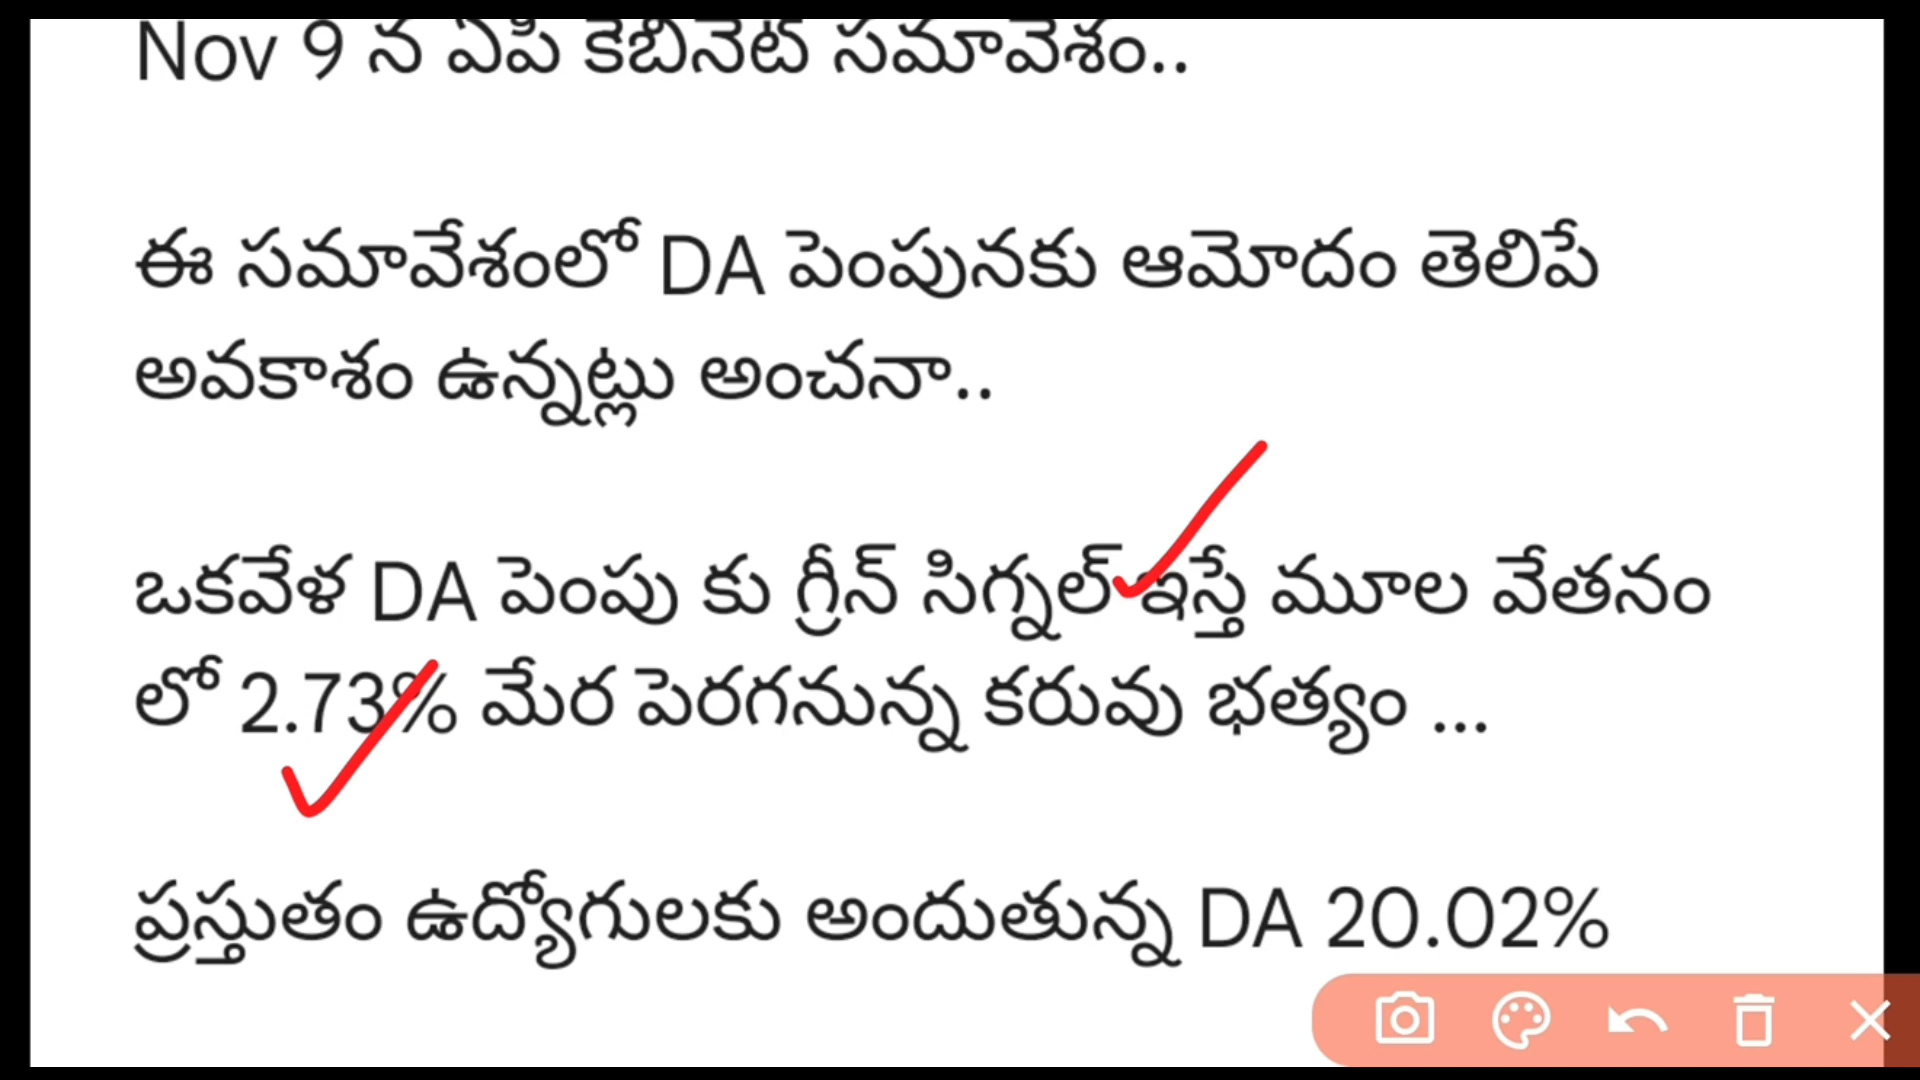 Nov 9 న ఏపీ కేబినెట్ సమావేశం..
ఈ సమావేశంలో DA పెంపునకు ఆమోదం తెలిపే
అవకాశం ఉన్నట్లు అంచనా..
ఒకవేళ DA పెంపు కు గ్రీన్ సిగ్నల్ ఇస్తే మూల వేతనం
లో 2.73% మేర పెరగనున్న కరువు భత్యం ...
ప్రస్తుతం ఉద్యోగులకు అందుతున్న DA 20.02%